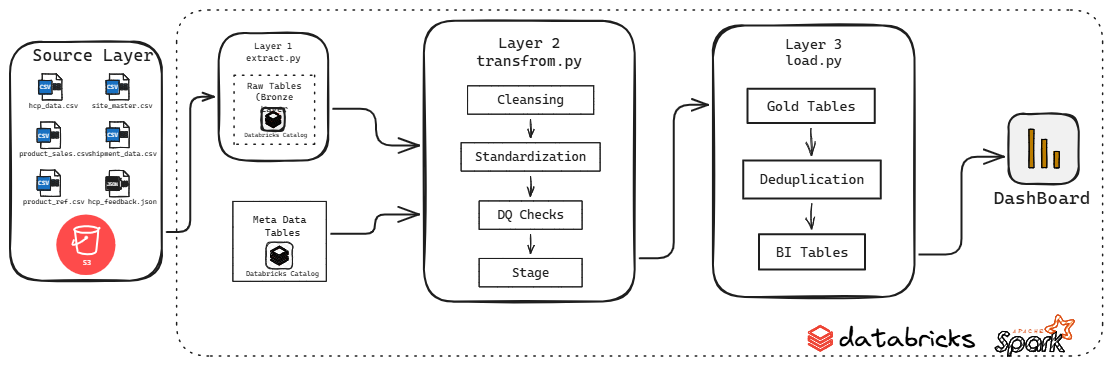 Source Layer
CSV
hcp_data.csv
CSV
site_master.csv
CSV
product_sales.csv
CSV
shipment_data.csv
CSV
product_ref.csv
JSON
hcp_feedback.json
S3
Layer 1
extract.py
Raw Tables
(Bronze
Layer
Databricks Catalog
Meta Data
Tables
Databricks Catalog
Layer 2
transfrom.py
Cleansing
Standardization
DQ Checks
Stage
Layer 3
load.py
Gold Tables
Deduplication
BI Tables
DashBoard
databricks
APACHE
Spark